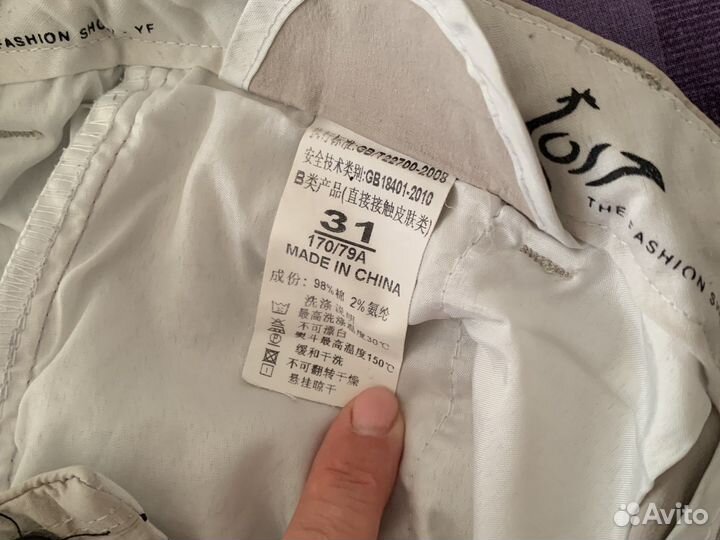 FASHION SHO
- YF
执行标准:GB/T22700-2008
安全技术类别:GB18401-2010
B类产品(直接接触皮肤类)
31
170/79A
MADE IN CHINA
成份: 98%棉 2%氨纶
洗涤说明
最高洗涤温度30℃
不可漂白
熨斗最高温度150℃
缓和干洗
不可翻转干燥
悬挂晾干
THE FASHION S
Avito